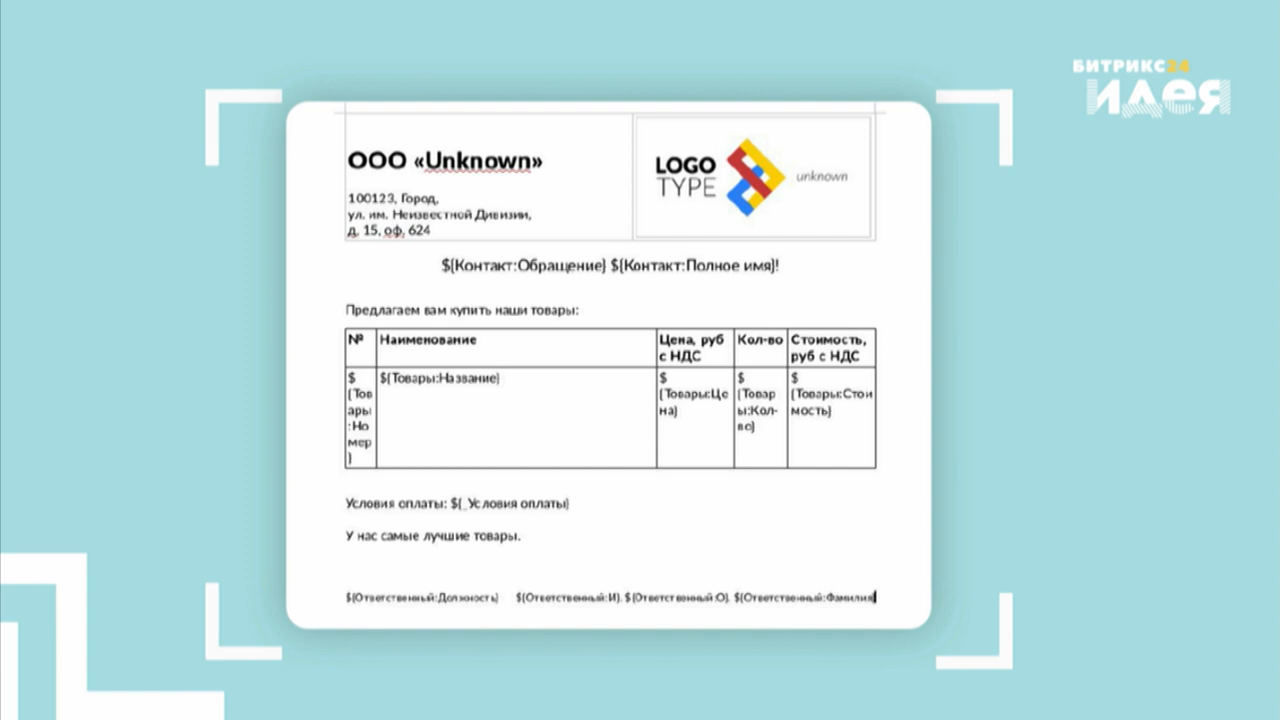 БИТРИКС24
идея
ООО «Unknown»
100123, Город,
ул. им. Неизвестной Дивизии,
д. 15, оф. 624
LOGO
TYPE
unknown
${Контакт:Обращение} ${Контакт:Полное имя}!
Предлагаем вам купить наши товары:
№ Наименование Цена, руб с НДС Кол-во Стоимость, руб с НДС
$
{Тов
ары
:Но
мер
}
${Товары:Название}
$
{Товары:Це
на}
$
{Товар
ы:Кол-
во}
$
{Товары:Стои
мость}
Условия оплаты: ${_Условия оплаты}
У нас самые лучшие товары.
${Ответственный:Должность} ${Ответственный:И}. ${Ответственный:О}. ${Ответственный:Фамилия